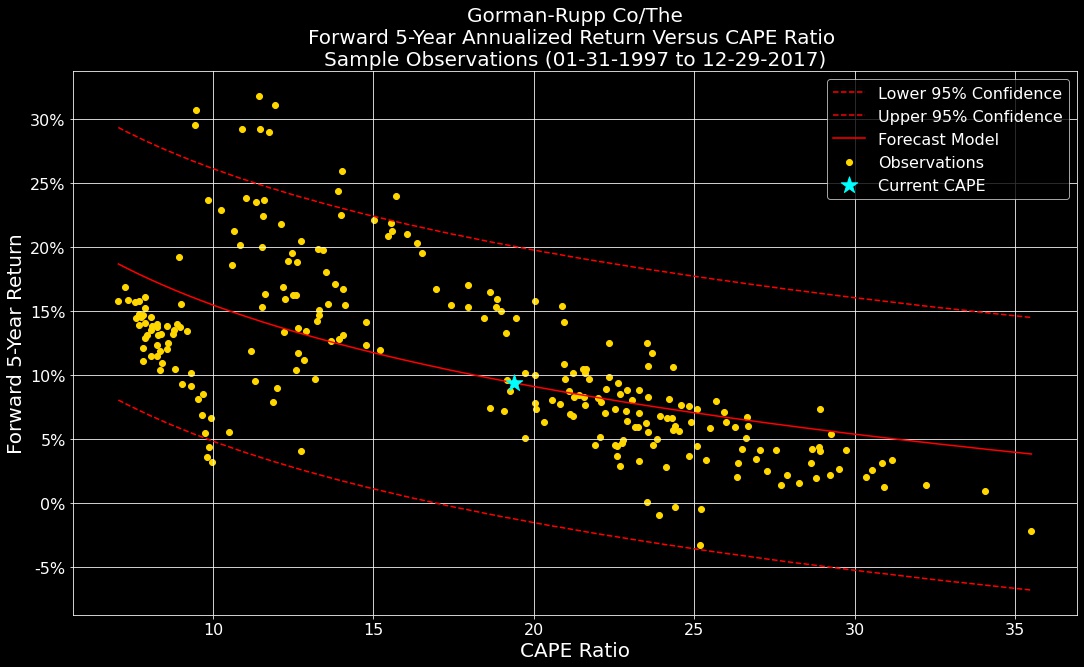 Gorman-Rupp Co/The
Forward 5-Year Annualized Return Versus CAPE Ratio
Sample Observations (01-31-1997 to 12-29-2017)
Lower 95% Confidence
Upper 95% Confidence
Forecast Model
Observations
Current CAPE
Forward 5-Year Return
30%
25%
20%
15%
10%
5%
0%
-5%
10 15 20 25 30 35
CAPE Ratio